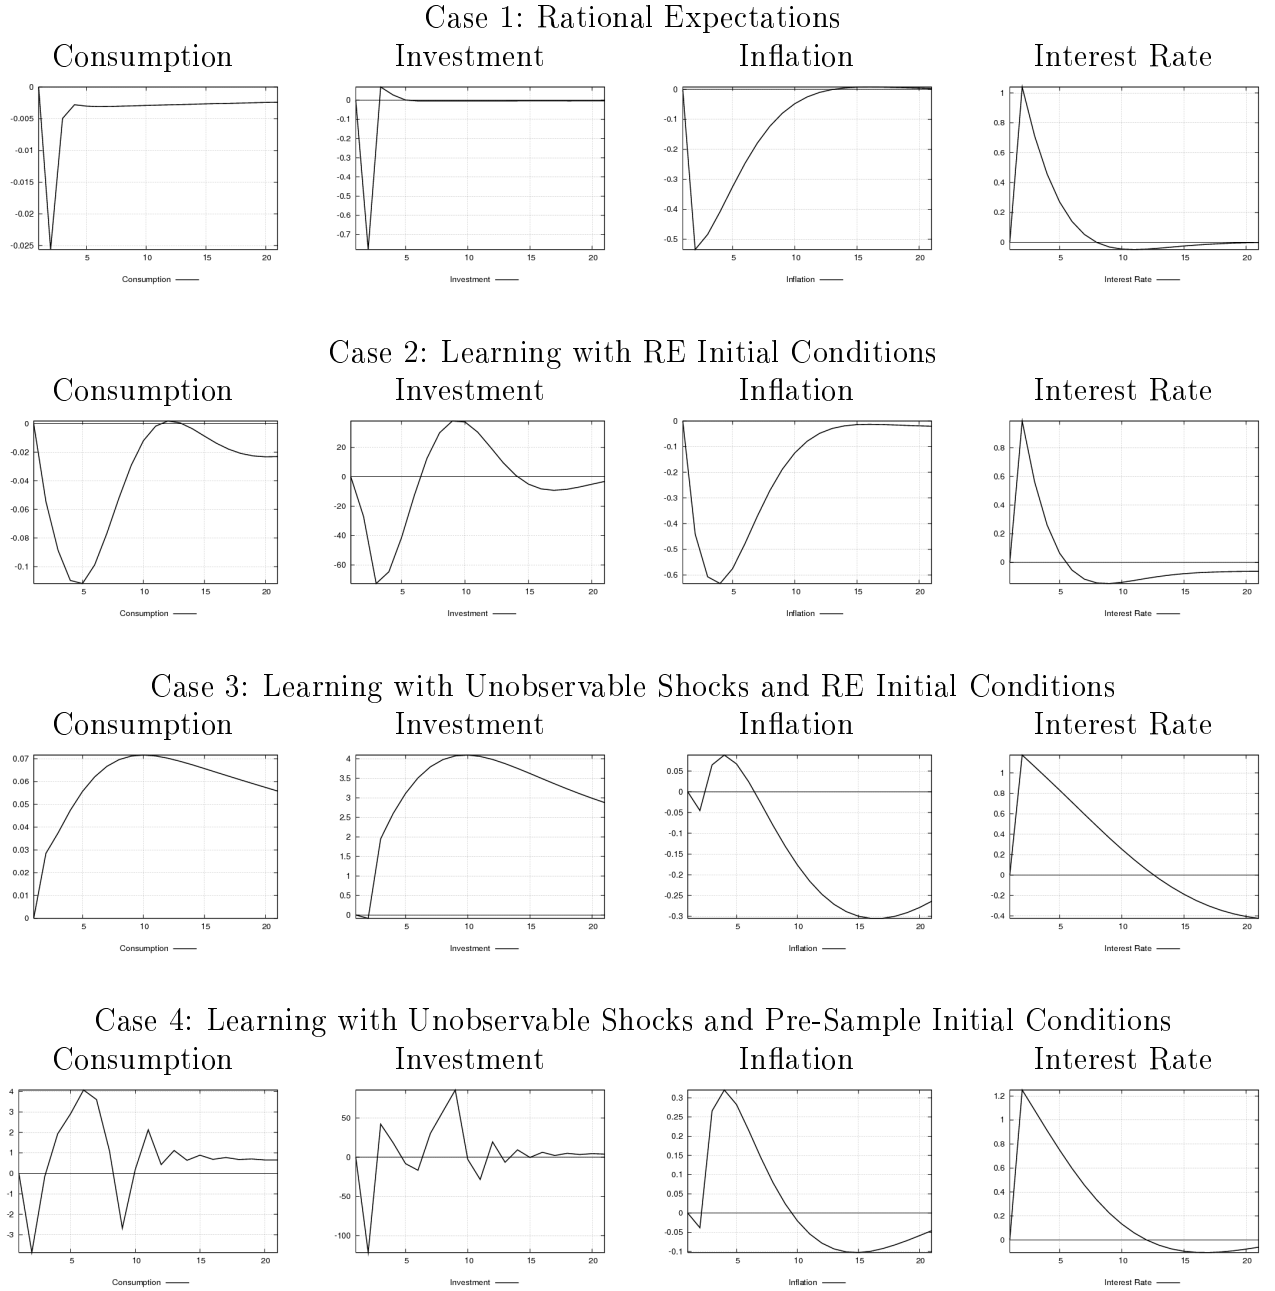 Case 1: Rational Expectations
Consumption Investment Inflation Interest Rate
0 -0.005 -0.01 -0.015 -0.02 -0.025
5 10 15 20
Consumption
0 -0.1 -0.2 -0.3 -0.4 -0.5 -0.6 -0.7
5 10 15 20
Investment
0 -0.1 -0.2 -0.3 -0.4 -0.5
5 10 15 20
Inflation
1 0.8 0.6 0.4 0.2 0
5 10 15 20
Interest Rate
Case 2: Learning with RE Initial Conditions
Consumption Investment Inflation Interest Rate
0 -0.02 -0.04 -0.06 -0.08 -0.1
5 10 15 20
Consumption
20 0 -20 -40 -60
5 10 15 20
Investment
0 -0.1 -0.2 -0.3 -0.4 -0.5 -0.6
5 10 15 20
Inflation
0.8 0.6 0.4 0.2 0
5 10 15 20
Interest Rate
Case 3: Learning with Unobservable Shocks and RE Initial Conditions
Consumption Investment Inflation Interest Rate
0.07 0.06 0.05 0.04 0.03 0.02 0.01 0
5 10 15 20
Consumption
4 3.5 3 2.5 2 1.5 1 0.5 0
5 10 15 20
Investment
0.05 0 -0.05 -0.1 -0.15 -0.2 -0.25 -0.3
5 10 15 20
Inflation
1 0.8 0.6 0.4 0.2 0 -0.2 -0.4
5 10 15 20
Interest Rate
Case 4: Learning with Unobservable Shocks and Pre-Sample Initial Conditions
Consumption Investment Inflation Interest Rate
4 3 2 1 0 -1 -2 -3
5 10 15 20
Consumption
50 0 -50 -100
5 10 15 20
Investment
0.3 0.25 0.2 0.15 0.1 0.05 0 -0.05 -0.1
5 10 15 20
Inflation
1.2 1 0.8 0.6 0.4 0.2 0
5 10 15 20
Interest Rate